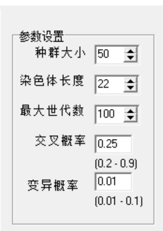 参数设置
种群大小 50
染色体长度 22
最大世代数 100
交叉概率 0.25
(0.2 - 0.9)
变异概率 0.01
(0.01 - 0.1)